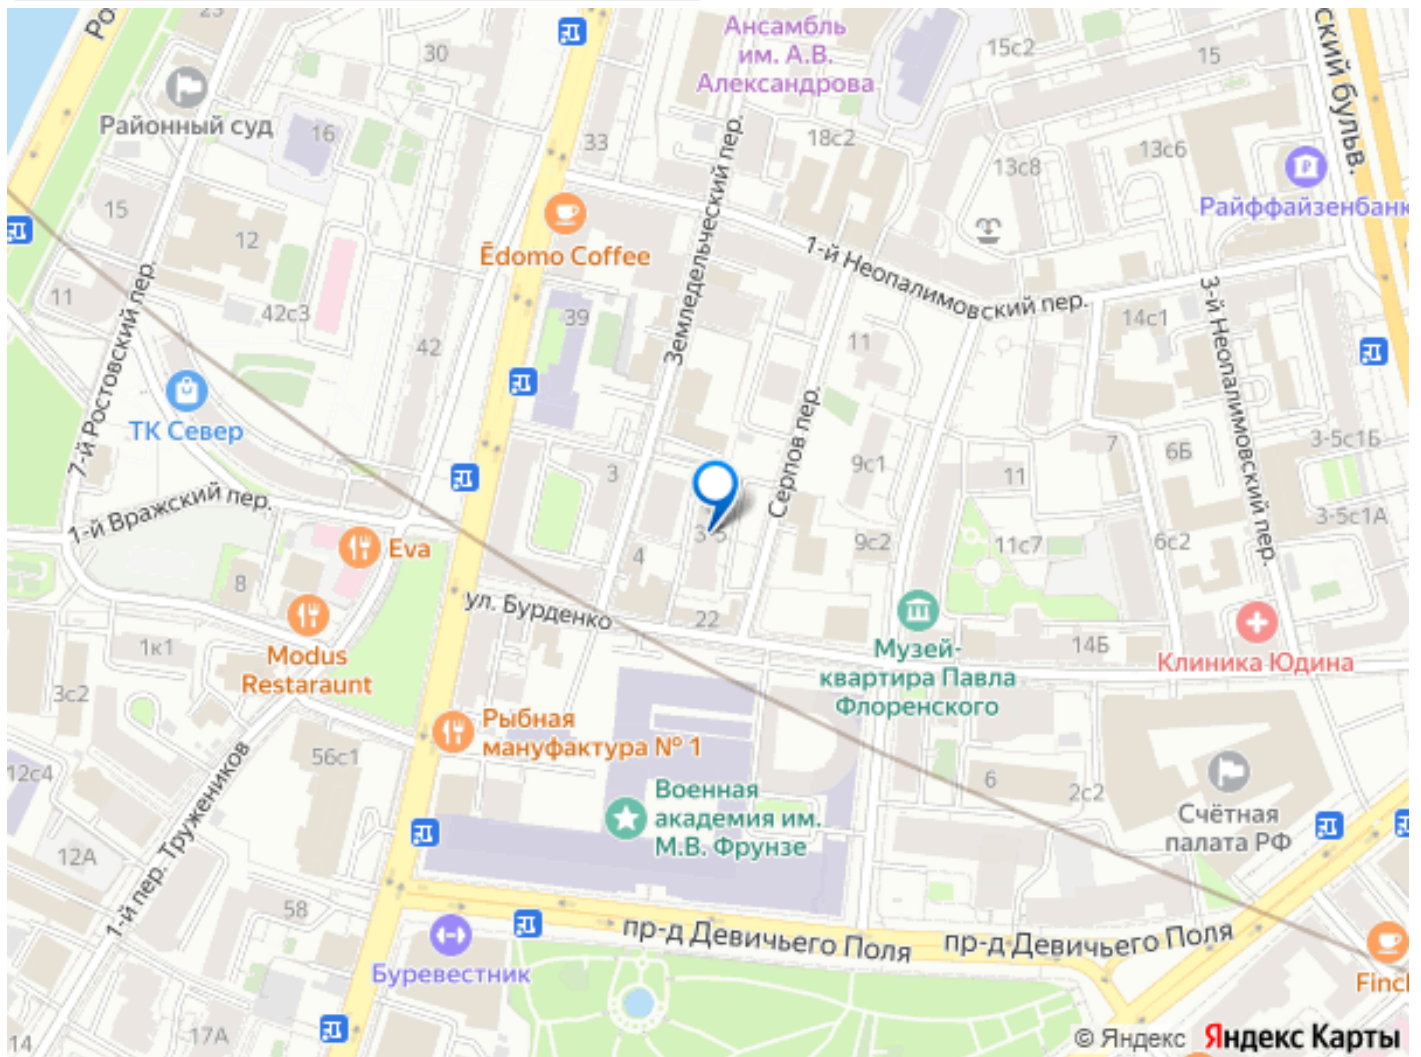 30
Районный суд
16
15
12
11
42с3
42
33
Ансамбль
им. А.В.
Александрова
15с2
15
18с2
13с8
13с6
ский бульв.
Райффайзенбанк
Ēdomo Coffee
39
Земледельческий пер.
1-й Неопалимовский пер.
3-й Неопалимовский пер.
14с1
11
7-й Ростовский пер.
ТК Север
1-й Вражский пер.
3
Серпов пер.
9с1
11
7
6Б
3-5с1Б
3-5с1А
Eva
8
3-5
4
9с2
11с7
6с2
ул. Бурденко
22
Modus
Restaraunt
1к1
3с2
Музей-
квартира Павла
Флоренского
14Б
Клиника Юдина
Рыбная
мануфактура № 1
56с1
12с4
1-й пер. Тружеников
Военная
академия им.
М.В. Фрунзе
6
2с2
Счётная
палата РФ
12А
58
пр-д Девичьего Поля
пр-д Девичьего Поля
Буревестник
17А
14
Finch
© Яндекс Яндекс Карты